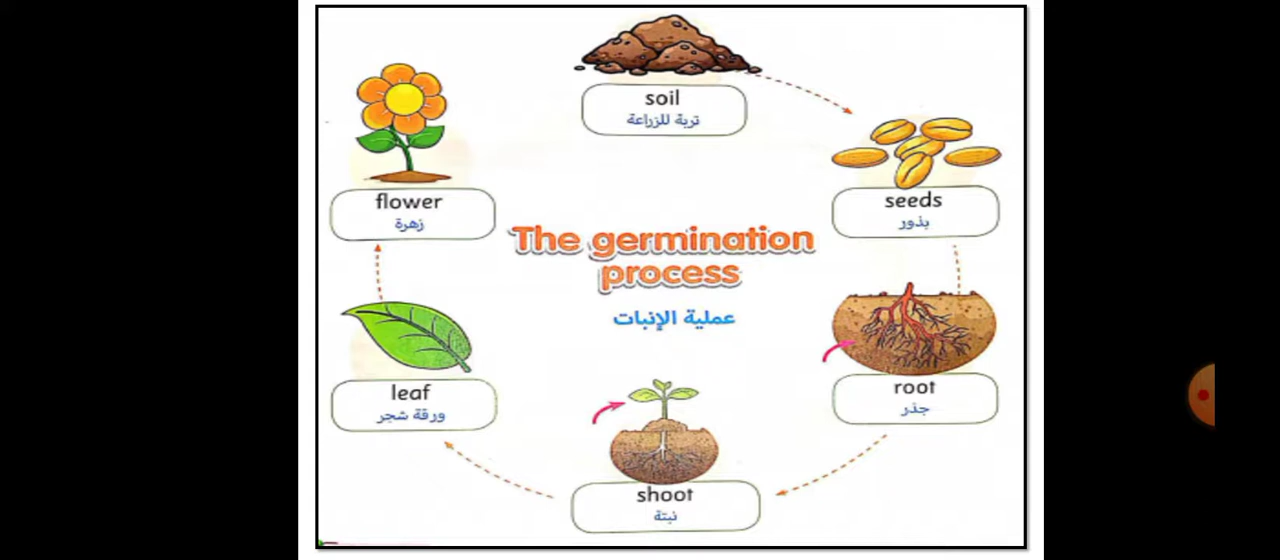 soil
تربة للزراعة
seeds
بذور
flower
زهرة
The germination
process
عملية الإنبات
root
جذر
leaf
ورقة شجر
shoot
نبتة